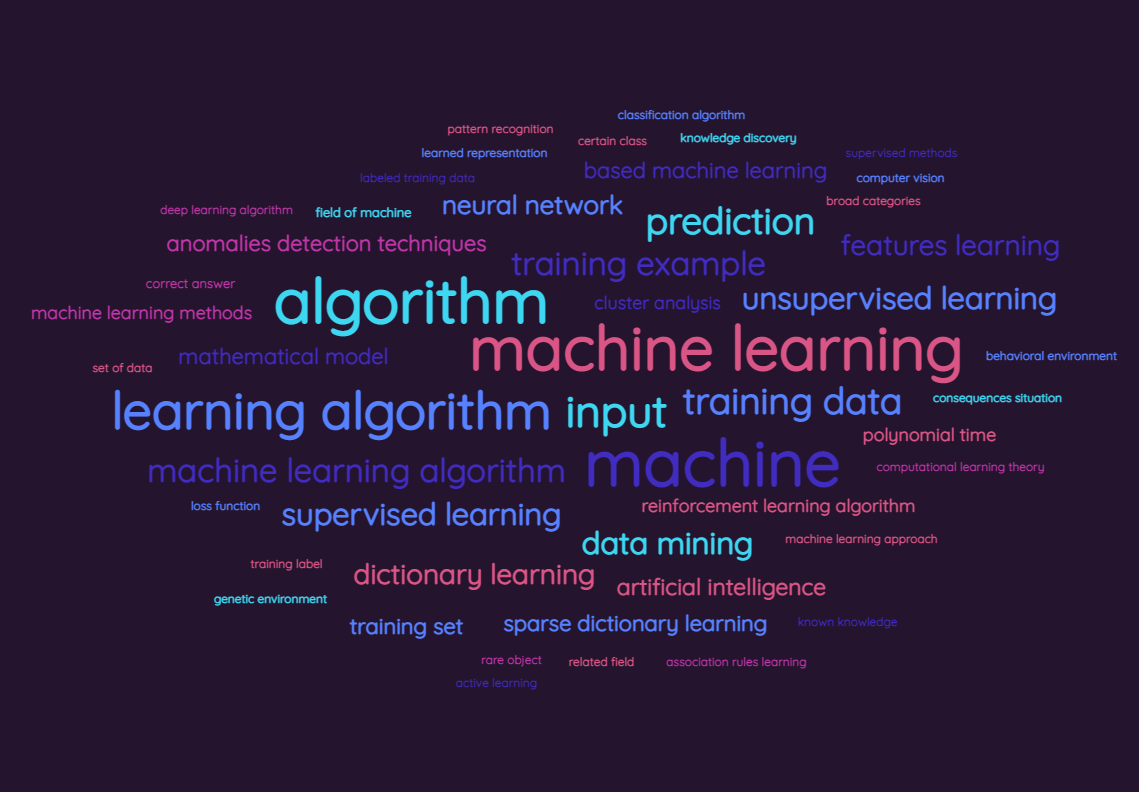 classification algorithm
pattern recognition
certain class
knowledge discovery
learned representation
supervised methods
based machine learning
labeled training data
computer vision
neural network
broad categories
deep learning algorithm
field of machine
prediction
anomalies detection techniques
features learning
training example
correct answer
algorithm
cluster analysis
unsupervised learning
machine learning methods
machine learning
mathematical model
behavioral environment
set of data
learning algorithm
input
training data
consequences situation
polynomial time
machine learning algorithm
machine
computational learning theory
loss function
supervised learning
reinforcement learning algorithm
data mining
machine learning approach
training label
dictionary learning
artificial intelligence
genetic environment
training set
sparse dictionary learning
known knowledge
rare object
related field
association rules learning
active learning